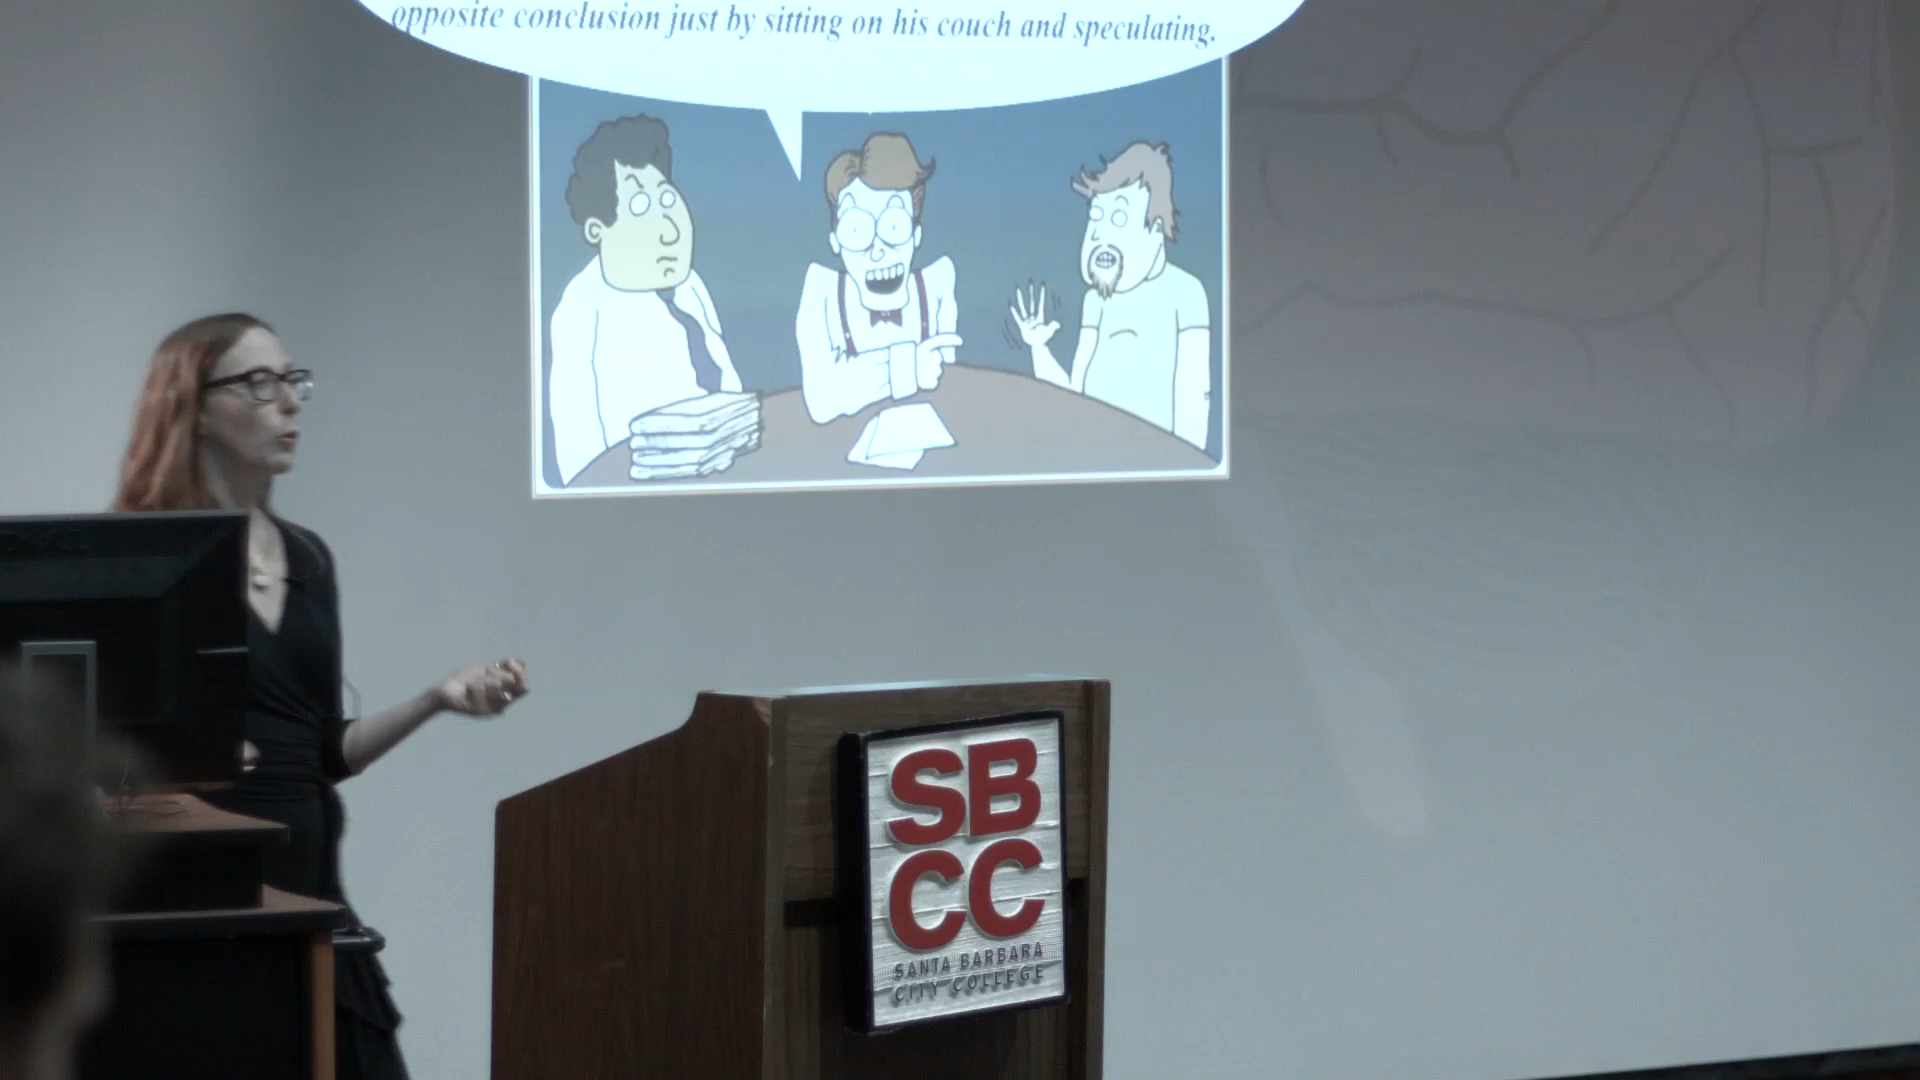 opposite conclusion just by sitting on his couch and speculating.
SB
CC
SANTA BARBARA
CITY COLLEGE